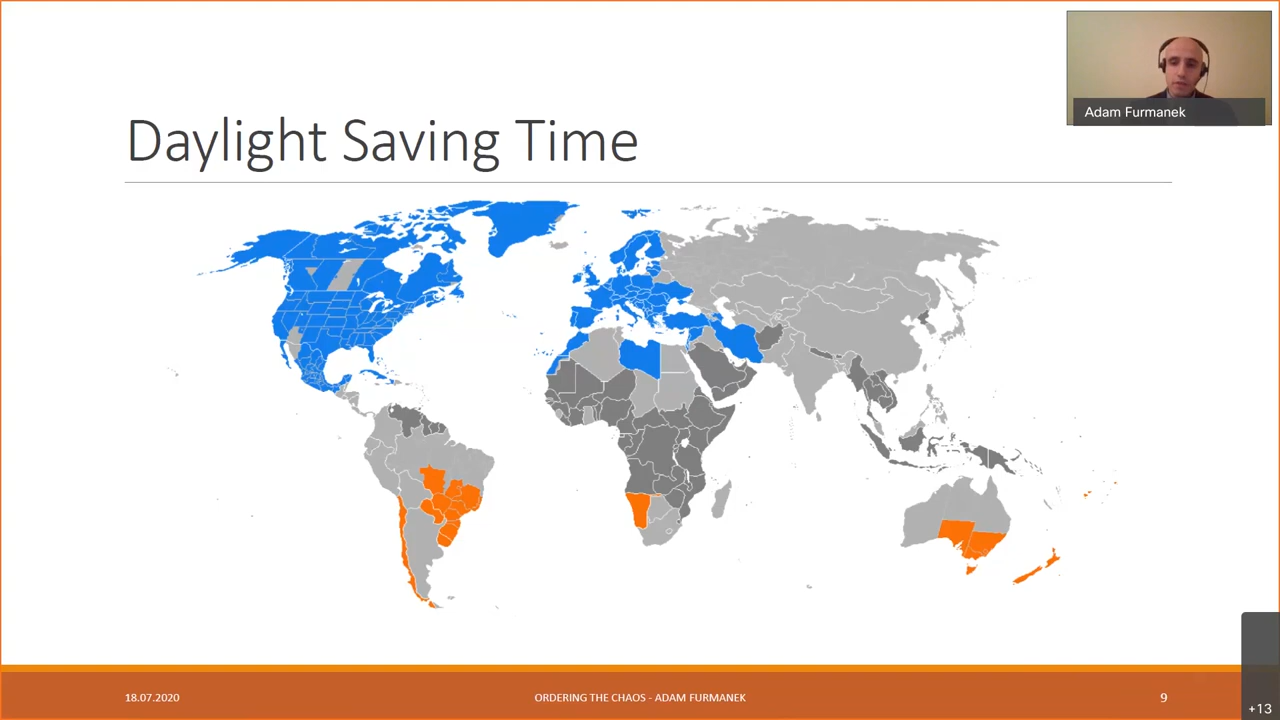 Adam Furmanek
Daylight Saving Time
18.07.2020
ORDERING THE CHAOS - ADAM FURMANEK
9
+13